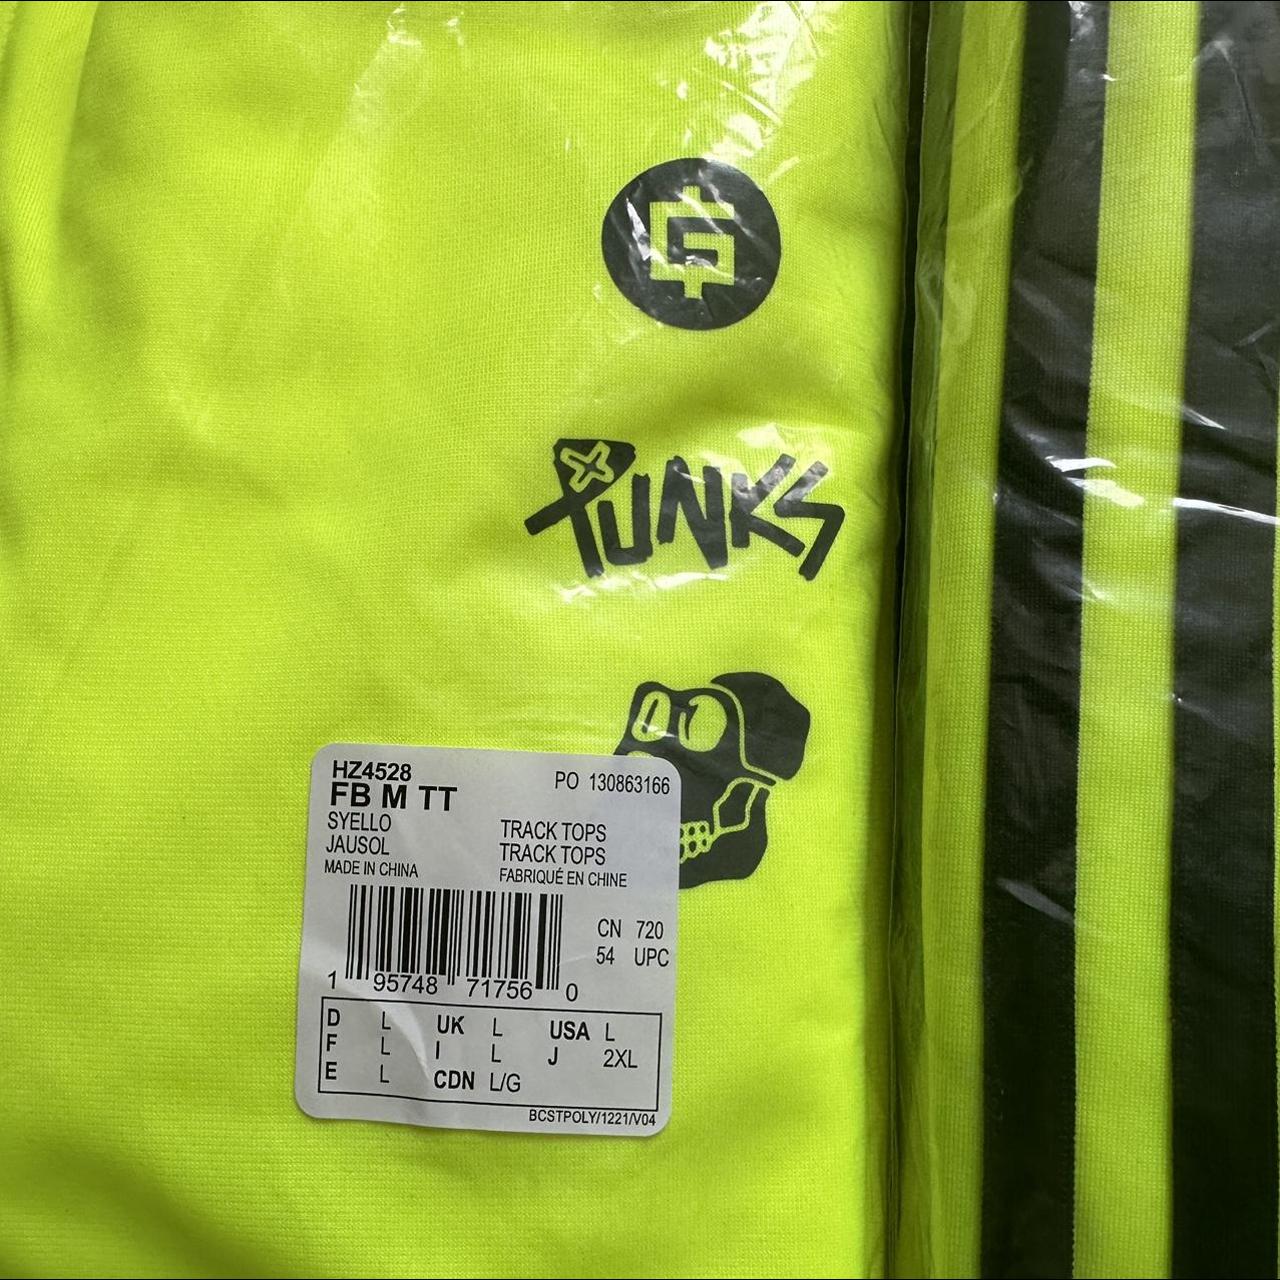 G
PUNKS
HZ4528
PO 130863166
FB M TT
SYELLO TRACK TOPS
JAUSOL TRACK TOPS
MADE IN CHINA FABRIQUÉ EN CHINE
CN 720
54 UPC
1 95748 71756 0
D L UK L USA L
F L I L J 2XL
E L CDN L/G
BCSTPOLY/1221/V04